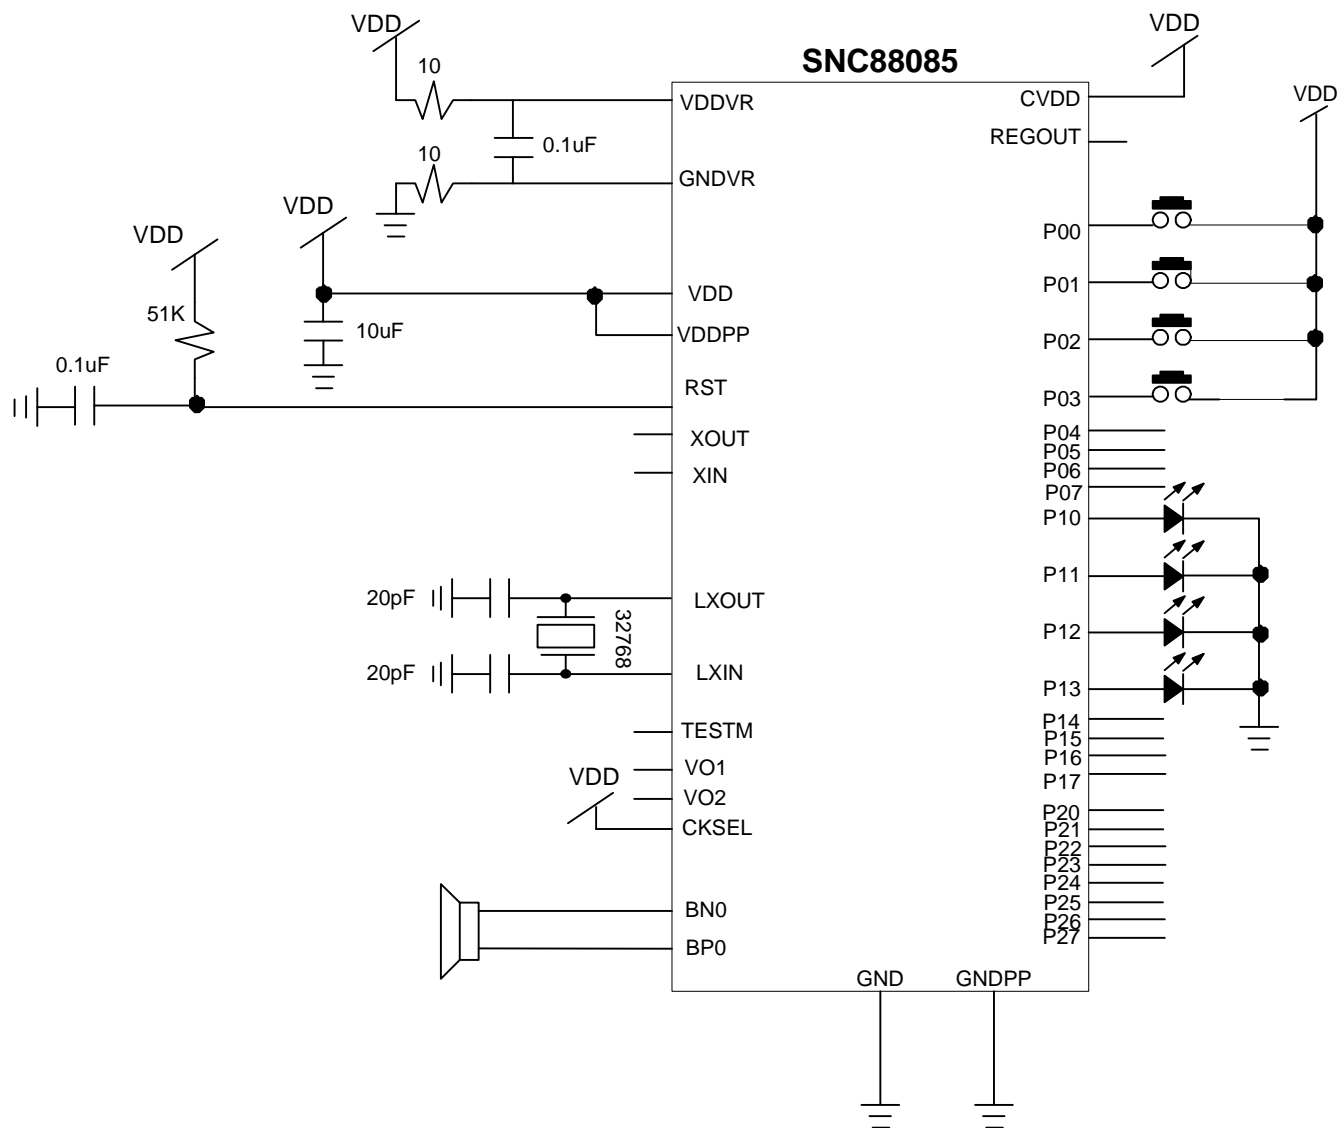 SNC88085
VDD
10
VDDVR
0.1uF
10
GNDVR
VDD
VDD
VDD
10uF
VDDPP
51K
0.1uF
RST
XOUT
XIN
20pF
LXOUT
32768
20pF
LXIN
TESTM
VO1
VDD
VO2
CKSEL
BN0
BP0
GND
GNDPP
VDD
CVDD
VDD
REGOUT
P00
P01
P02
P03
P04
P05
P06
P07
P10
P11
P12
P13
P14
P15
P16
P17
P20
P21
P22
P23
P24
P25
P26
P27